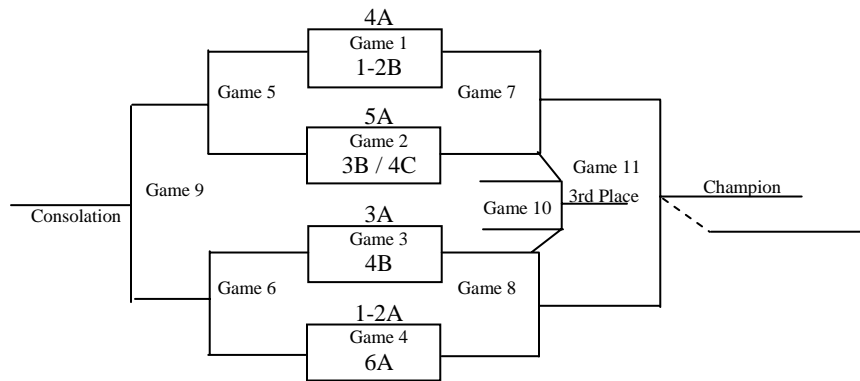 4A
Game 1
1-2B
Game 5
Game 7
5A
Game 2
3B / 4C
Game 11
Game 9
3rd Place
Champion
Game 10
Consolation
3A
Game 3
4B
Game 6
Game 8
1-2A
Game 4
6A